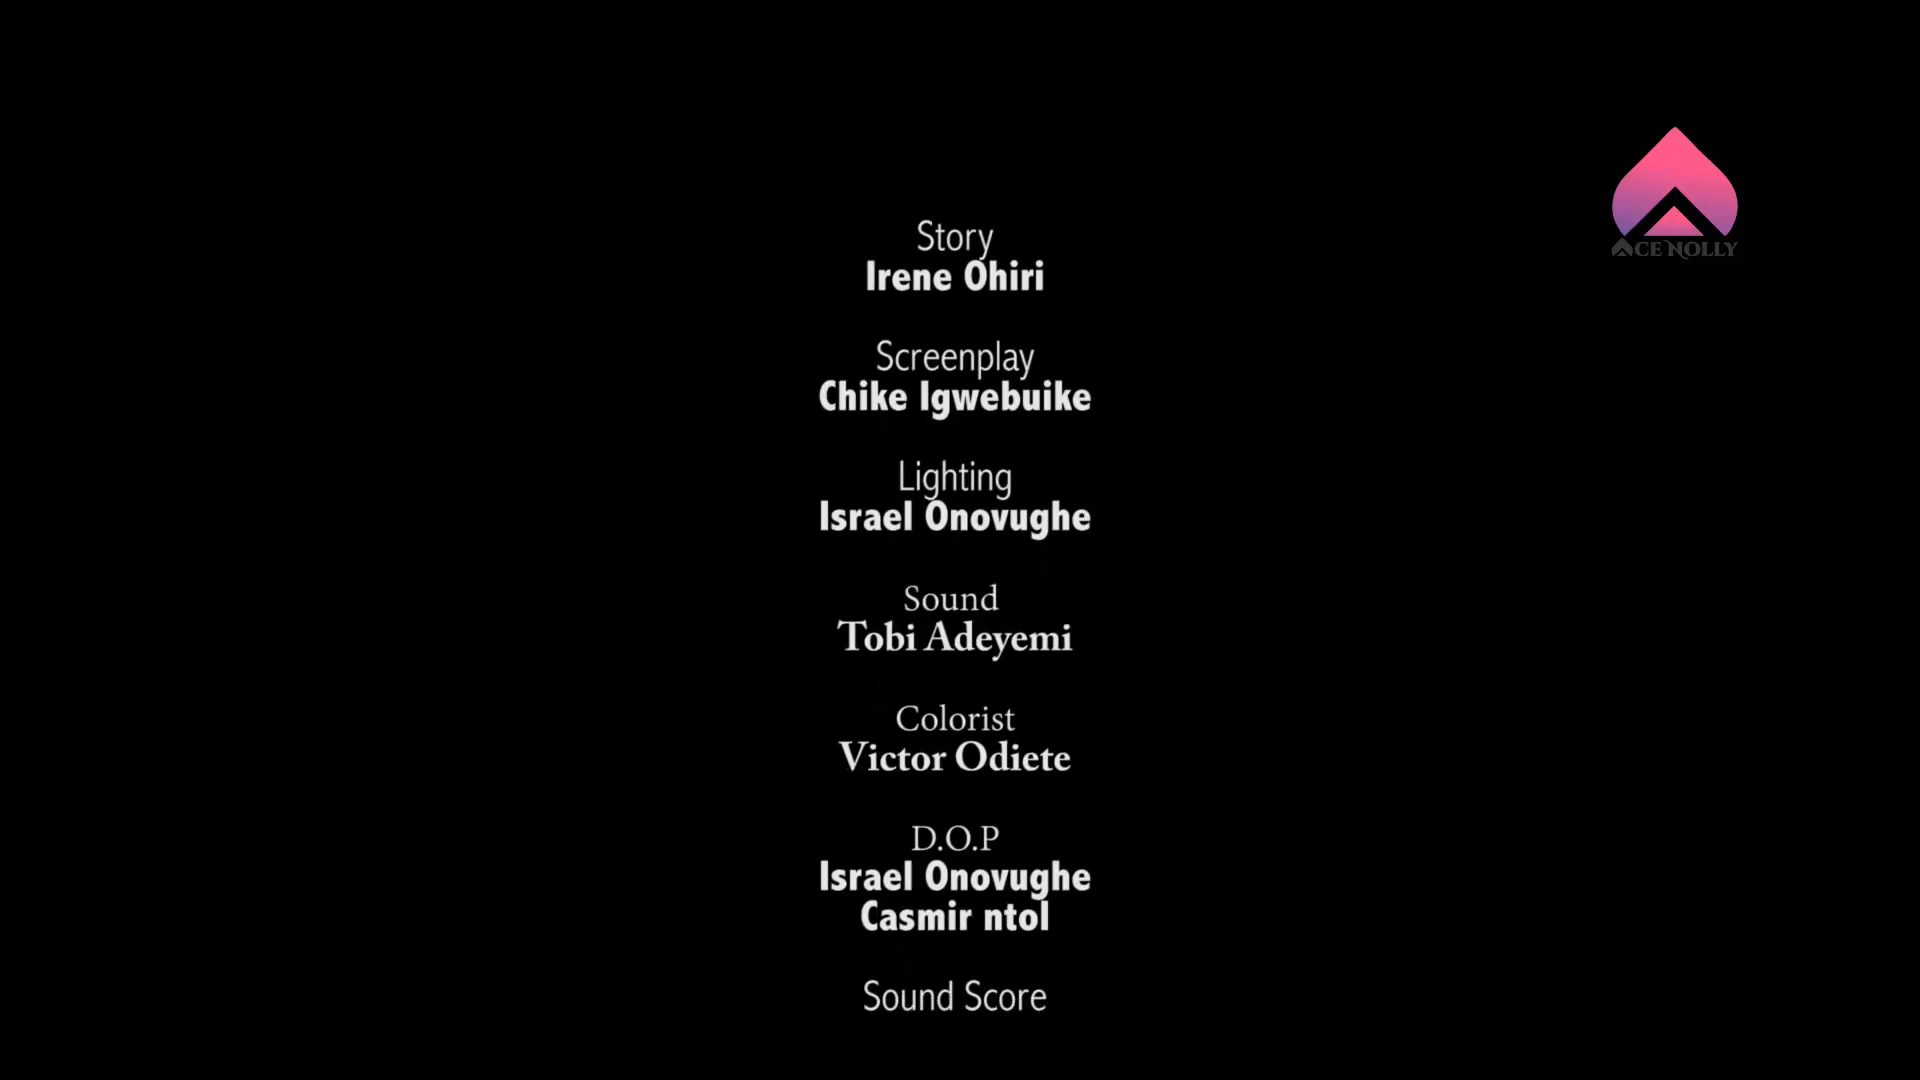 Story
Irene Ohiri
Screenplay
Chike Igwebuike
Lighting
Israel Onovughe
Sound
Tobi Adeyemi
Colorist
Victor Odiete
D.O.P
Israel Onovughe
Casmir ntol
Sound Score
ACE NOLLY